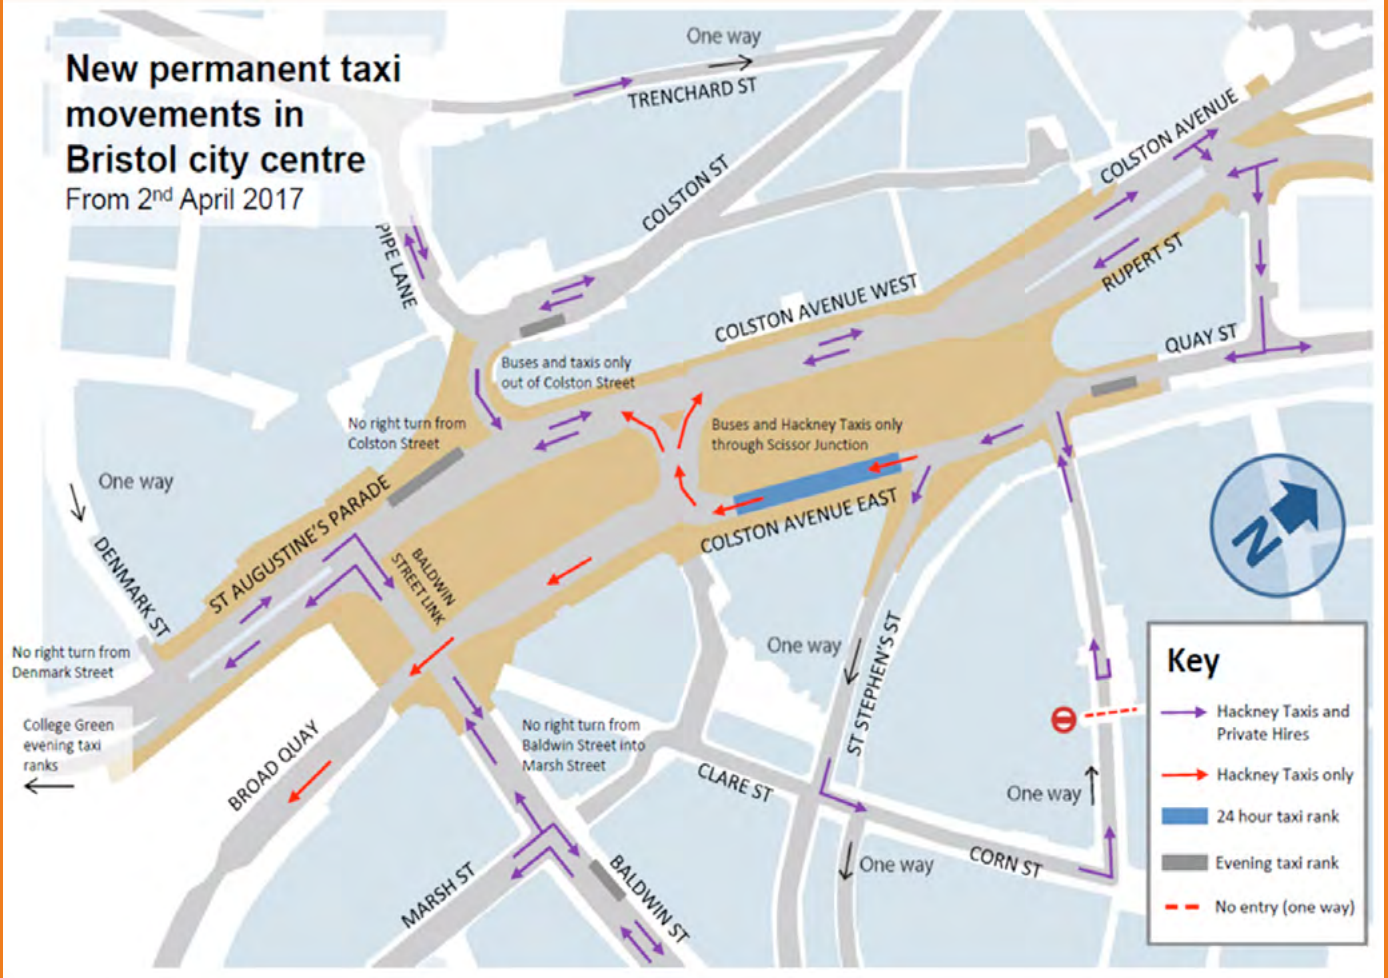 New permanent taxi
movements in
Bristol city centre
From 2nd April 2017
One way
TRENCHARD ST
COLSTON AVENUE
COLSTON ST
PIPE LANE
RUPERT ST
COLSTON AVENUE WEST
QUAY ST
Buses and taxis only
out of Colston Street
No right turn from
Colston Street
Buses and Hackney Taxis only
through Scissor Junction
One way
ST AUGUSTINE'S PARADE
COLSTON AVENUE EAST
DENMARK ST
BALDWIN
STREET LINK
N
No right turn from
Denmark Street
One way
ST STEPHEN'S ST
College Green
evening taxi
ranks
BROAD QUAY
No right turn from
Baldwin Street into
Marsh Street
CLARE ST
One way
One way
CORN ST
MARSH ST
BALDWIN ST
Key
Hackney Taxis and
Private Hires
Hackney Taxis only
24 hour taxi rank
Evening taxi rank
No entry (one way)